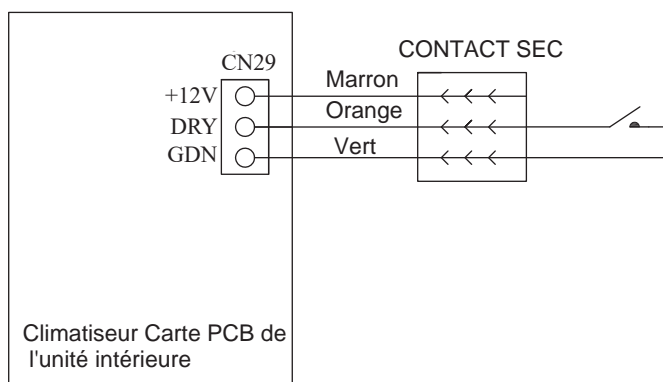 CONTACT SEC
CN29
+12V
Marron
DRY
Orange
GDN
Vert
Climatiseur Carte PCB de
l'unité intérieure